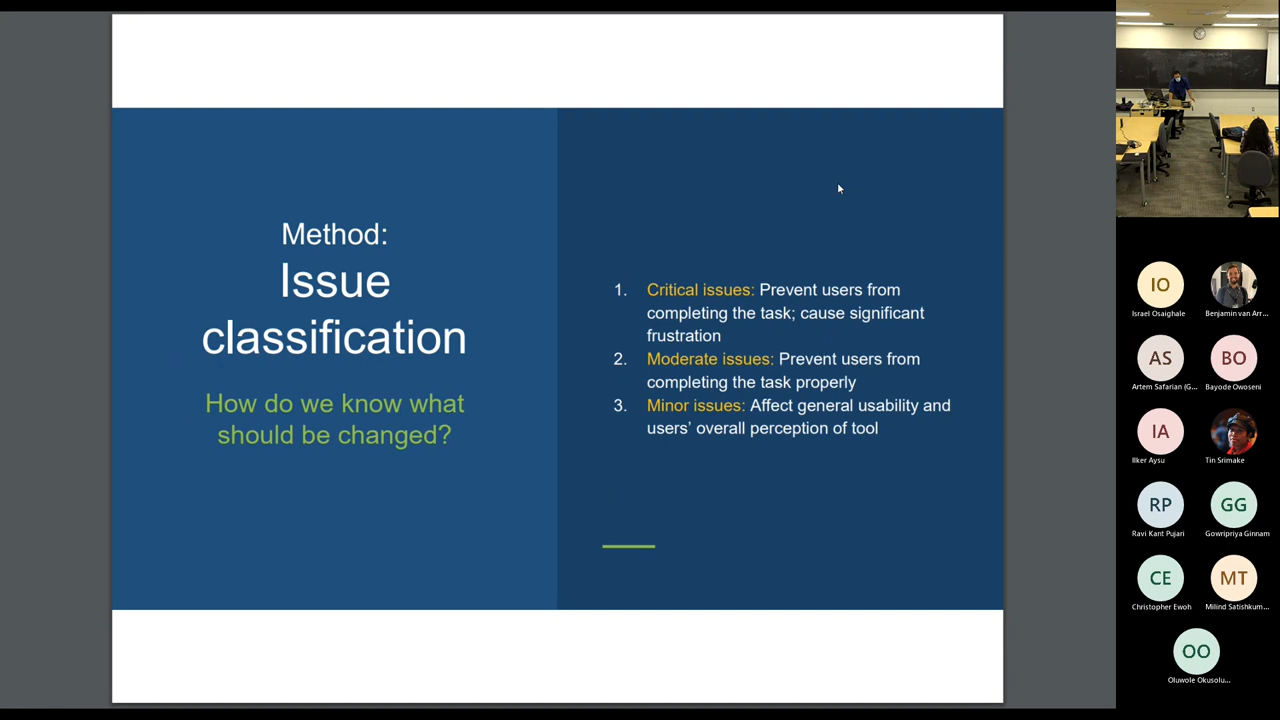 Method:
Issue
classification
How do we know what
should be changed?
1. Critical issues: Prevent users from
completing the task; cause significant
frustration
2. Moderate issues: Prevent users from
completing the task properly
3. Minor issues: Affect general usability and
users' overall perception of tool
IO
Israel Osaighale
Benjamin van Arr...
AS
Artem Safarian (G...
BO
Bayode Owoseni
IA
Ilker Aysu
Tin Srimake
RP
Ravi Kant Pujari
GG
Gowripriya Ginnam
CE
Christopher Ewoh
MT
Milind Satishkum...
OO
Oluwole Okusolu...